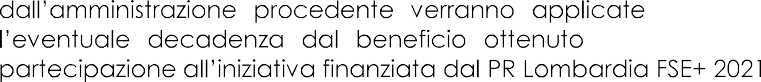 dall'amministrazione procedente verranno applicate
l'eventuale decadenza dal beneficio ottenuto
partecipazione all'iniziativa finanziata dal PR Lombardia FSE+ 2021